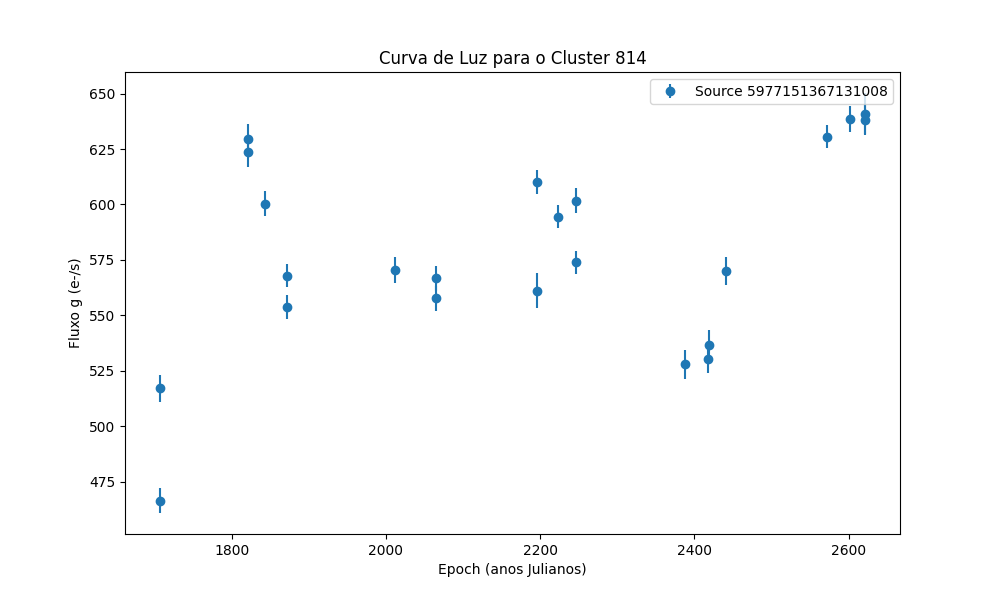 Curva de Luz para o Cluster 814
Source 5977151367131008
650
625
600
575
550
525
500
475
Fluxo g (e-/s)
1800 2000 2200 2400 2600
Epoch (anos Julianos)